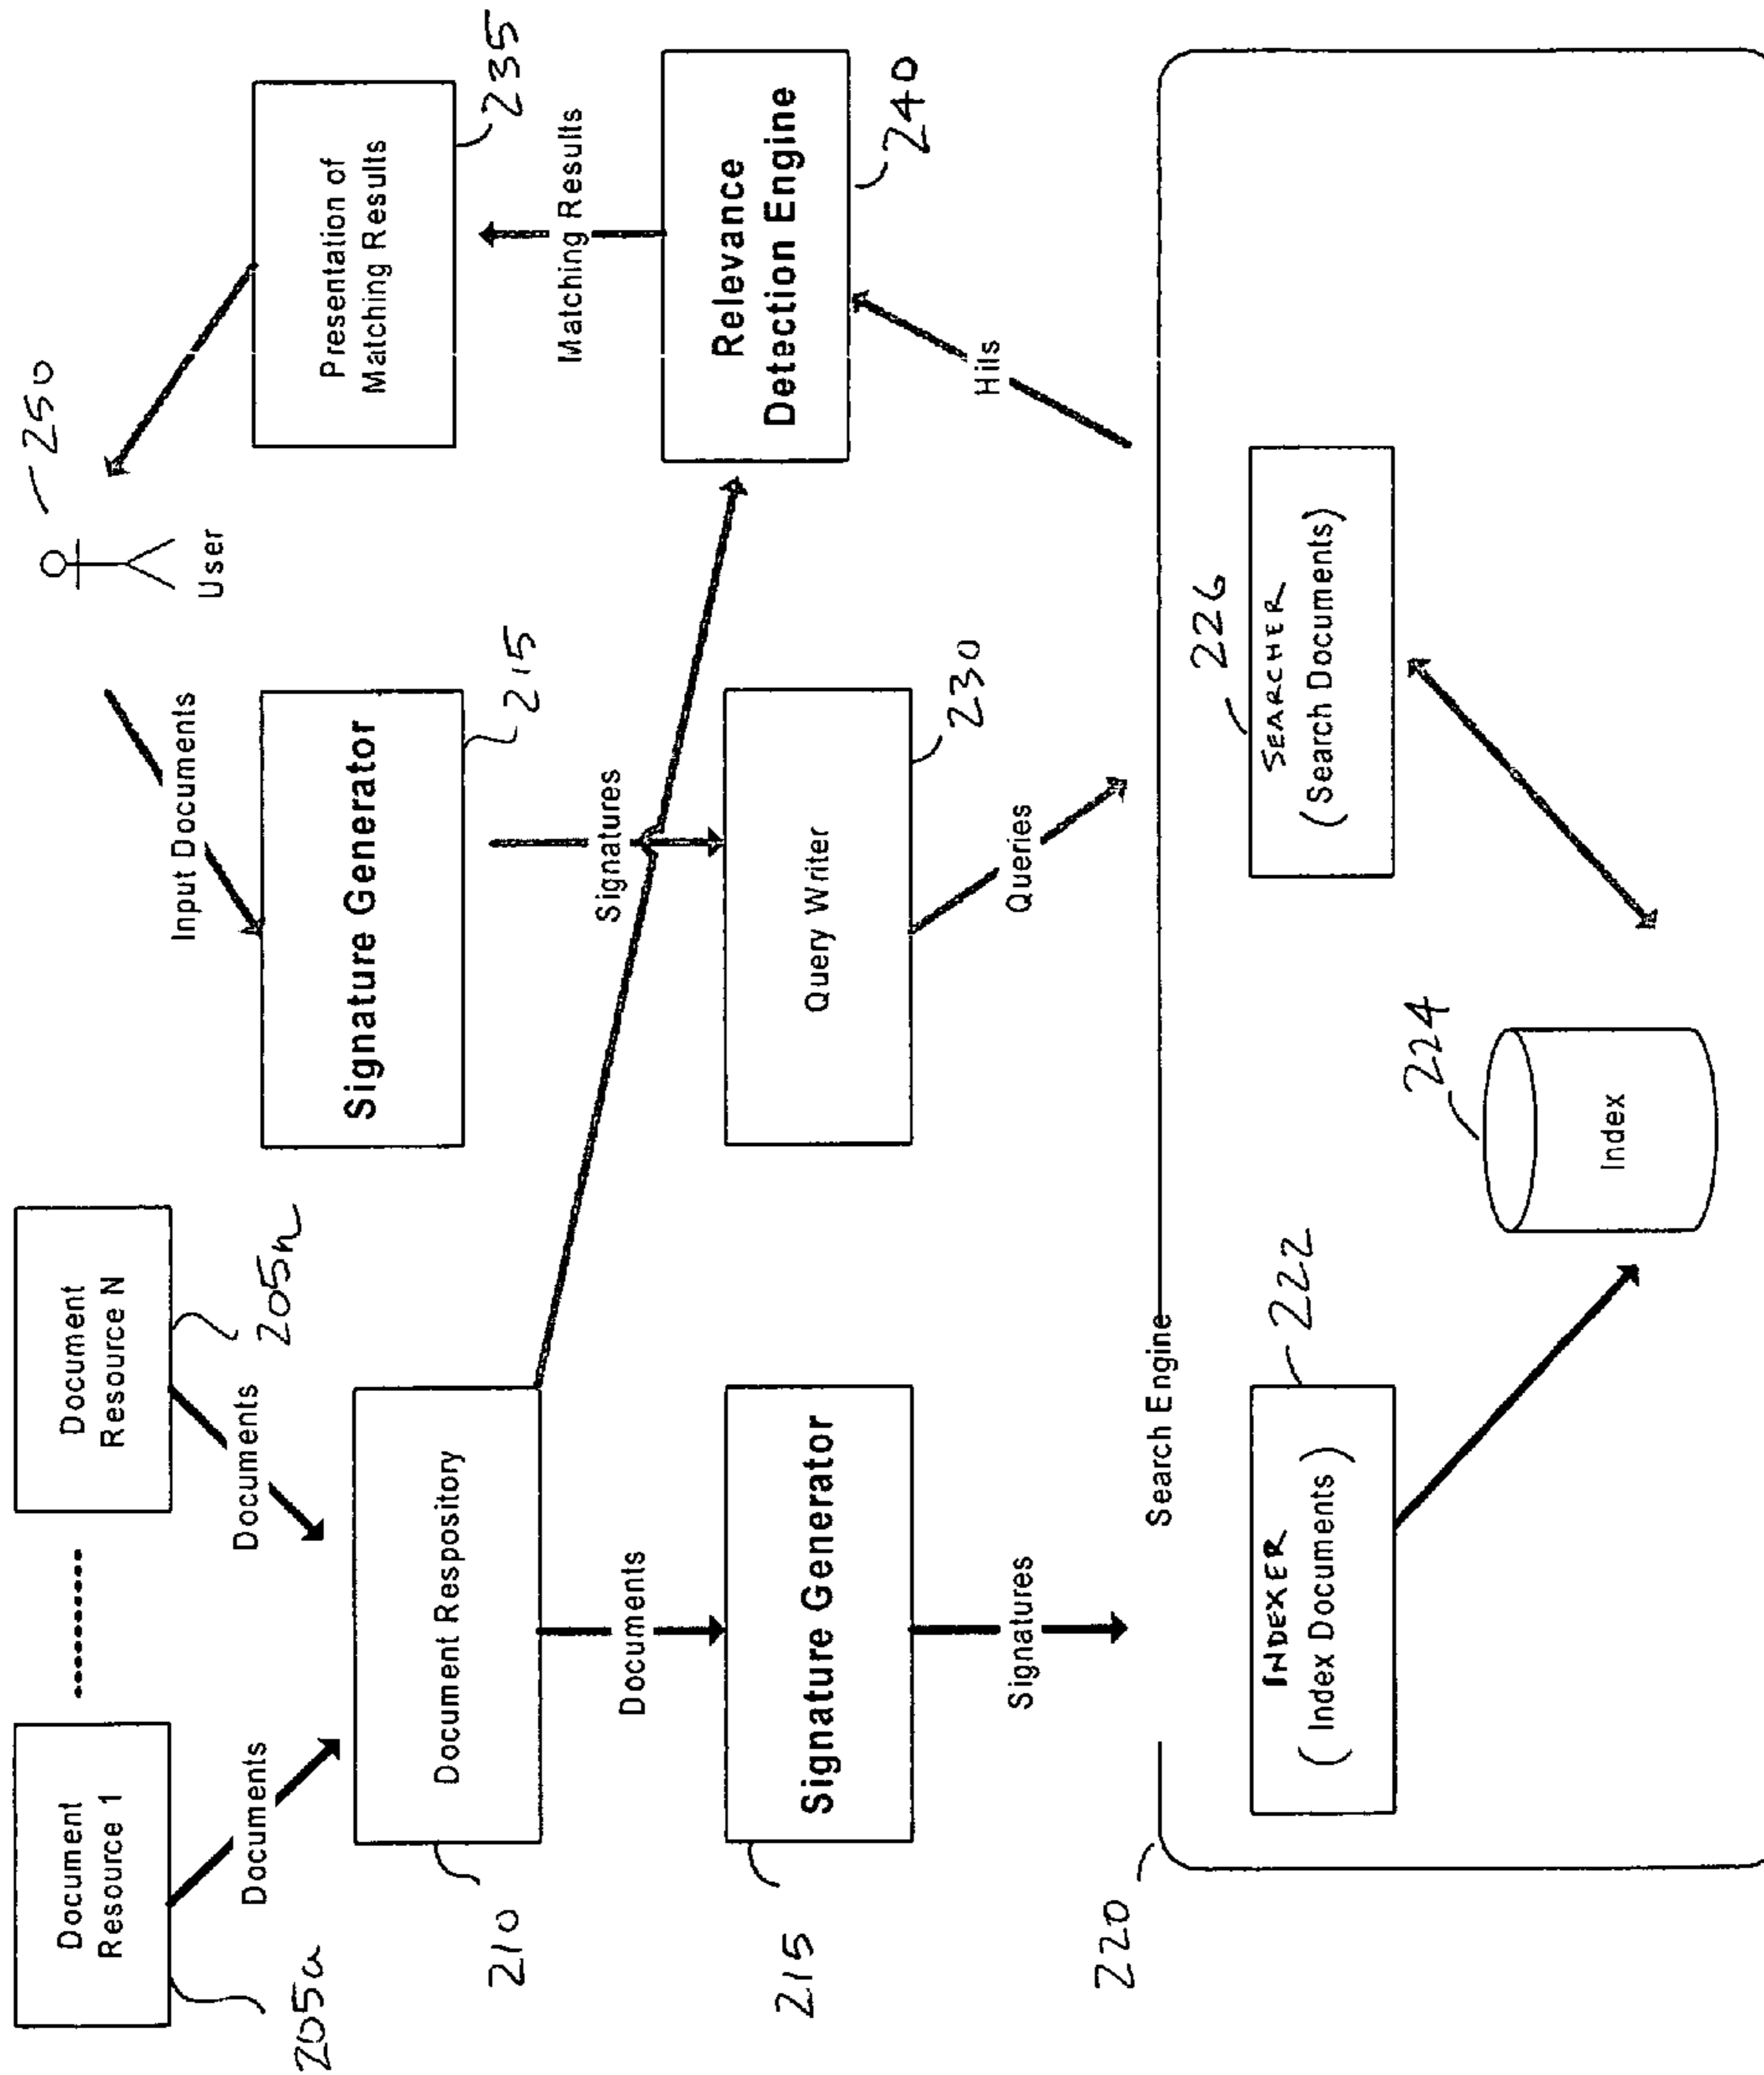 Document
Resource 1
205a
Documents
Document
Resource N
205n
Documents
Document Respository
210
Documents
Signature Generator
215
Signatures
User
250
Input Documents
Signature Generator
215
Signatures
Query Writer
230
Queries
Presentation of
Matching Results
235
Matching Results
Relevance
Detection Engine
240
Hils
Search Engine
220
INDEXER
( Index Documents )
222
Index
224
SEARCHER
( Search Documents)
226